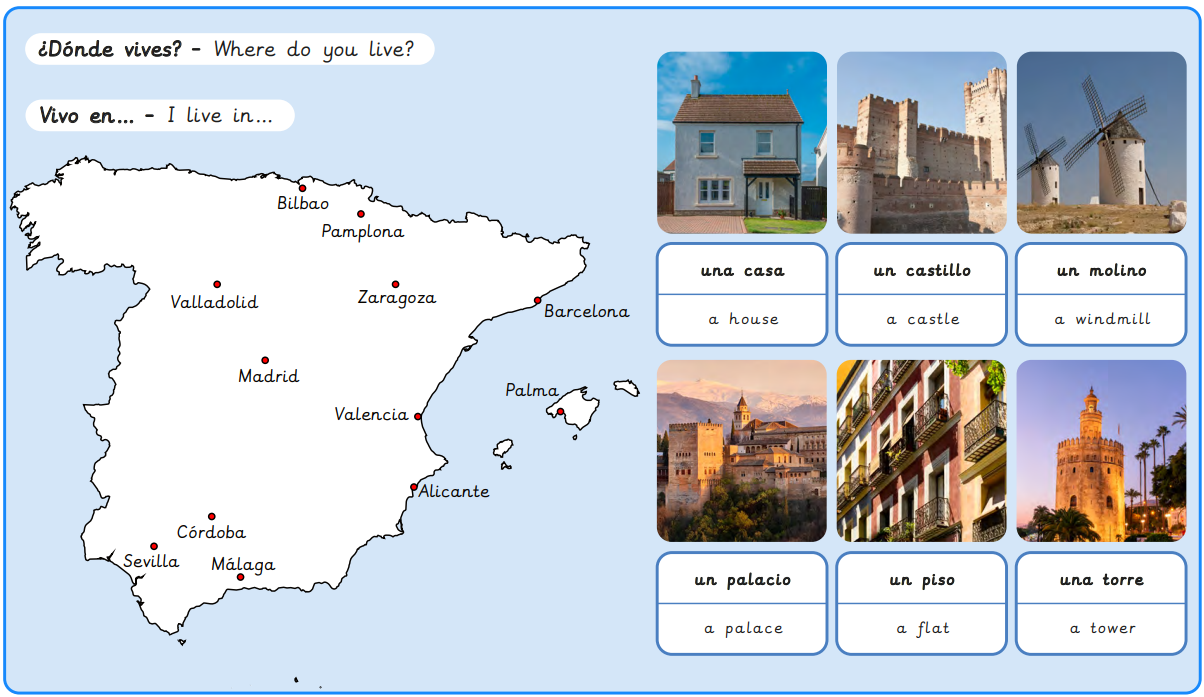 ¿Dónde vives? - Where do you live?
Vivo en... - I live in...
Bilbao
Pamplona
Valladolid
Zaragoza
Barcelona
Madrid
Palma
Valencia
Alicante
Córdoba
Sevilla
Málaga
una casa
a house
un castillo
a castle
un molino
a windmill
un palacio
a palace
un piso
a flat
una torre
a tower